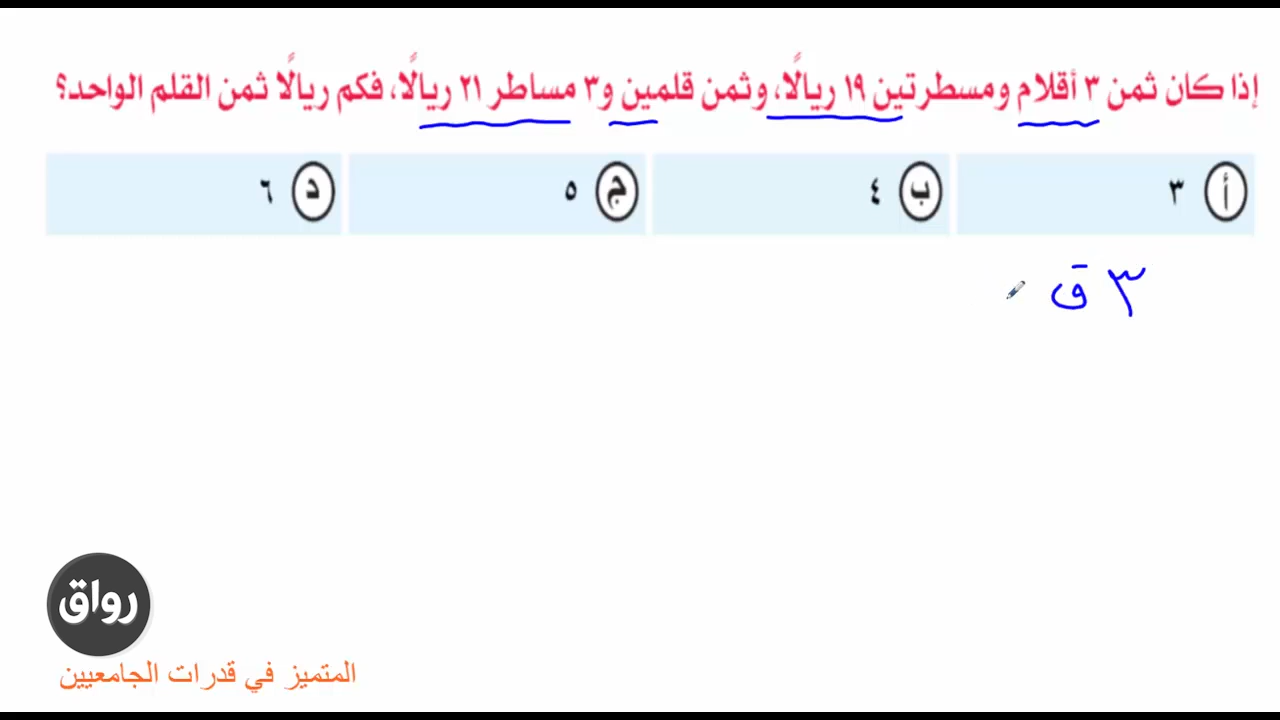 إذا كان ثمن ٣ أقلام ومسطرتين ١٩ ريالًا، وثمن قلمين و٣ مساطر ٢١ ريالًا، فكم ريالًا ثمن القلم الواحد؟
أ ٣ ب ٤ ج ٥ د ٦
٣ ق
رواق
المتميز في قدرات الجامعيين